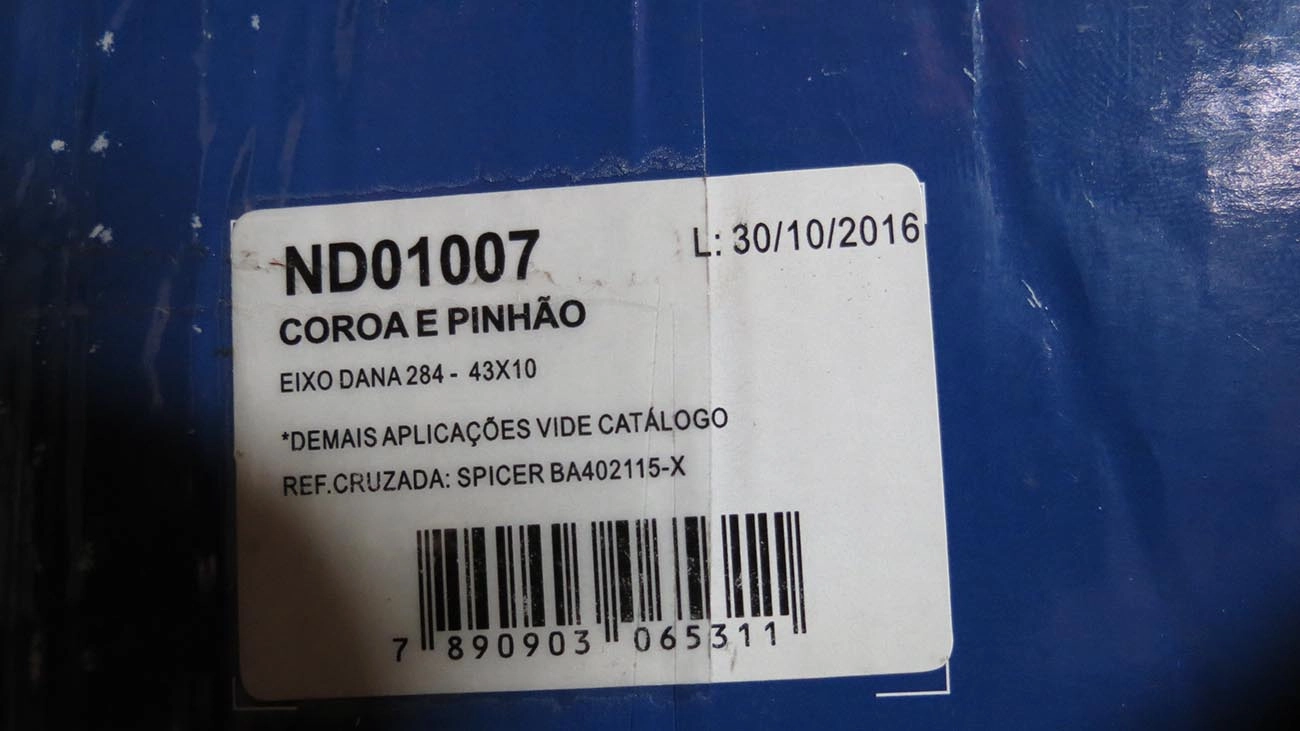 ND01007
L: 30/10/2016
COROA E PINHÃO
EIXO DANA 284 - 43X10
*DEMAIS APLICAÇÕES VIDE CATÁLOGO
REF.CRUZADA: SPICER BA402115-X
7 890903 065311